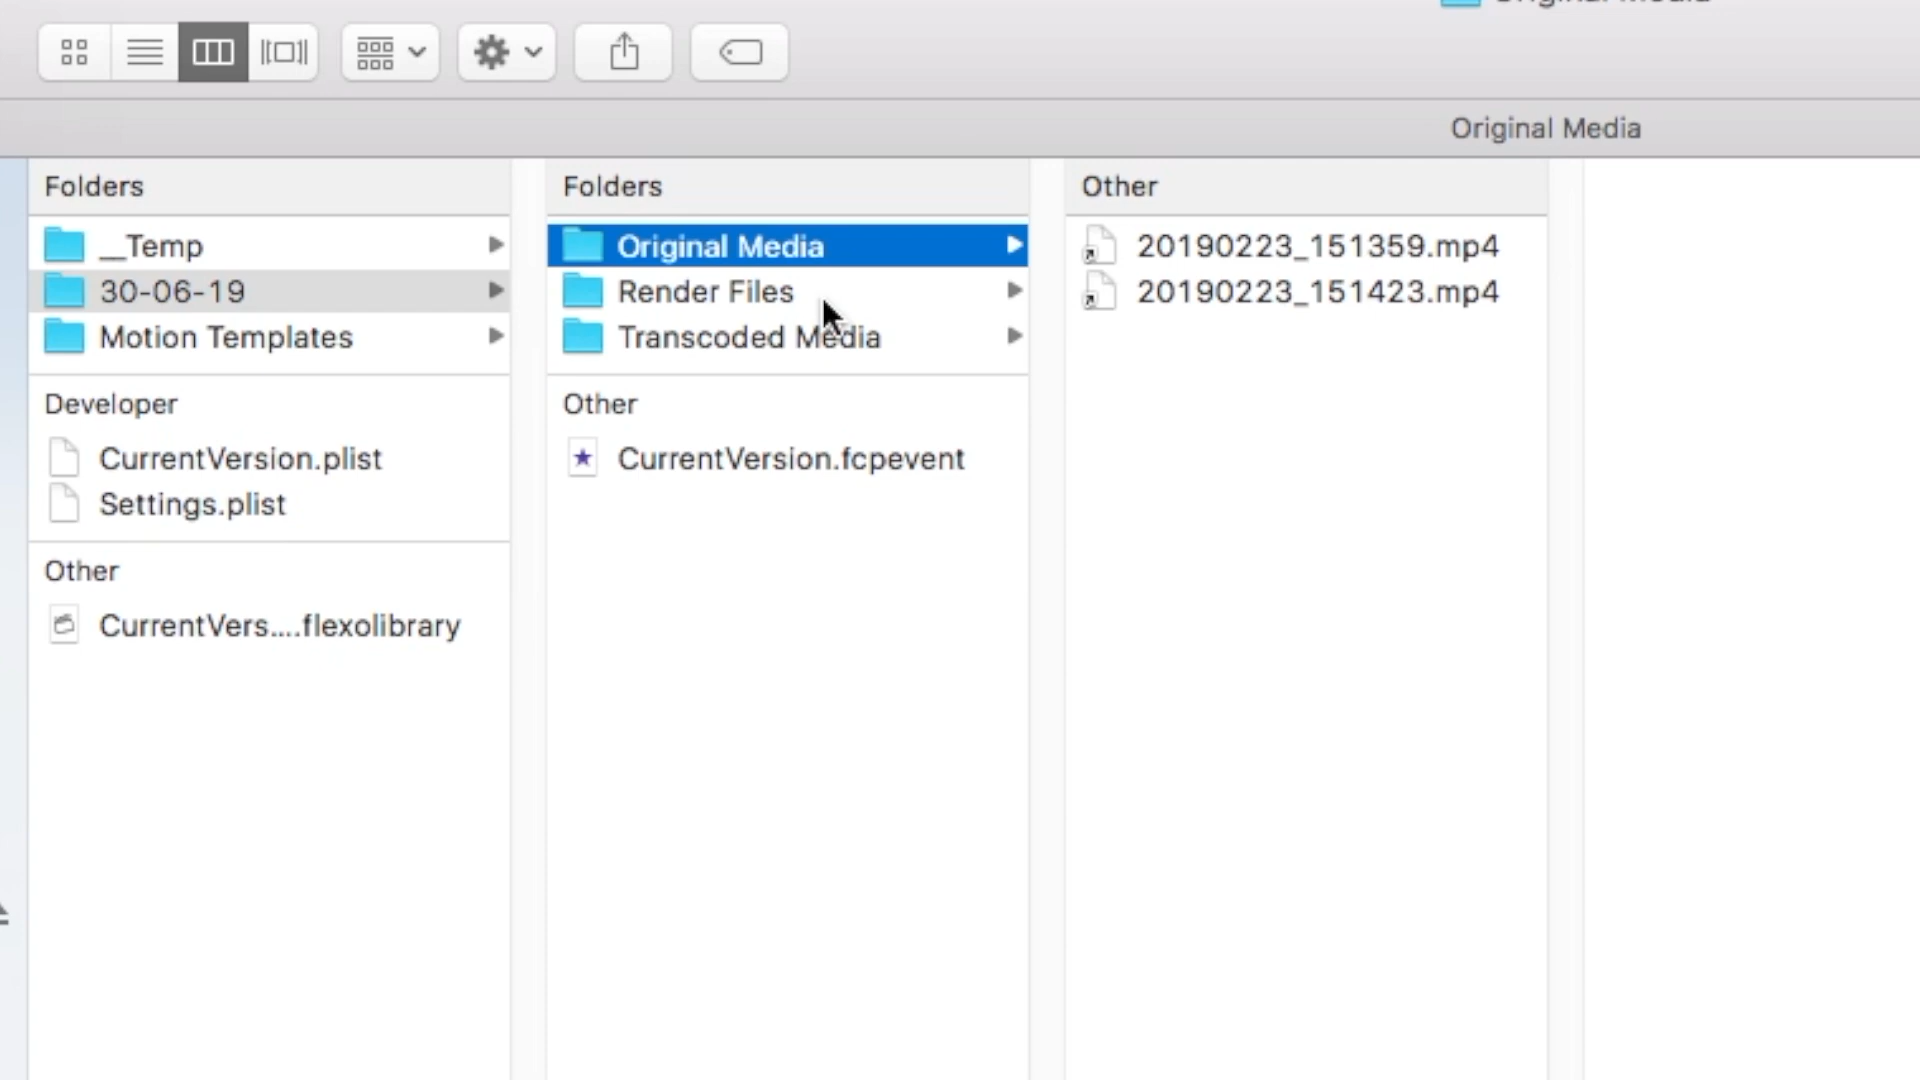 Original Media
Folders
__Temp
30-06-19
Motion Templates
Developer
CurrentVersion.plist
Settings.plist
Other
CurrentVers....flexolibrary
Folders
Original Media
Render Files
Transcoded Media
Other
CurrentVersion.fcpevent
Other
20190223_151359.mp4
20190223_151423.mp4